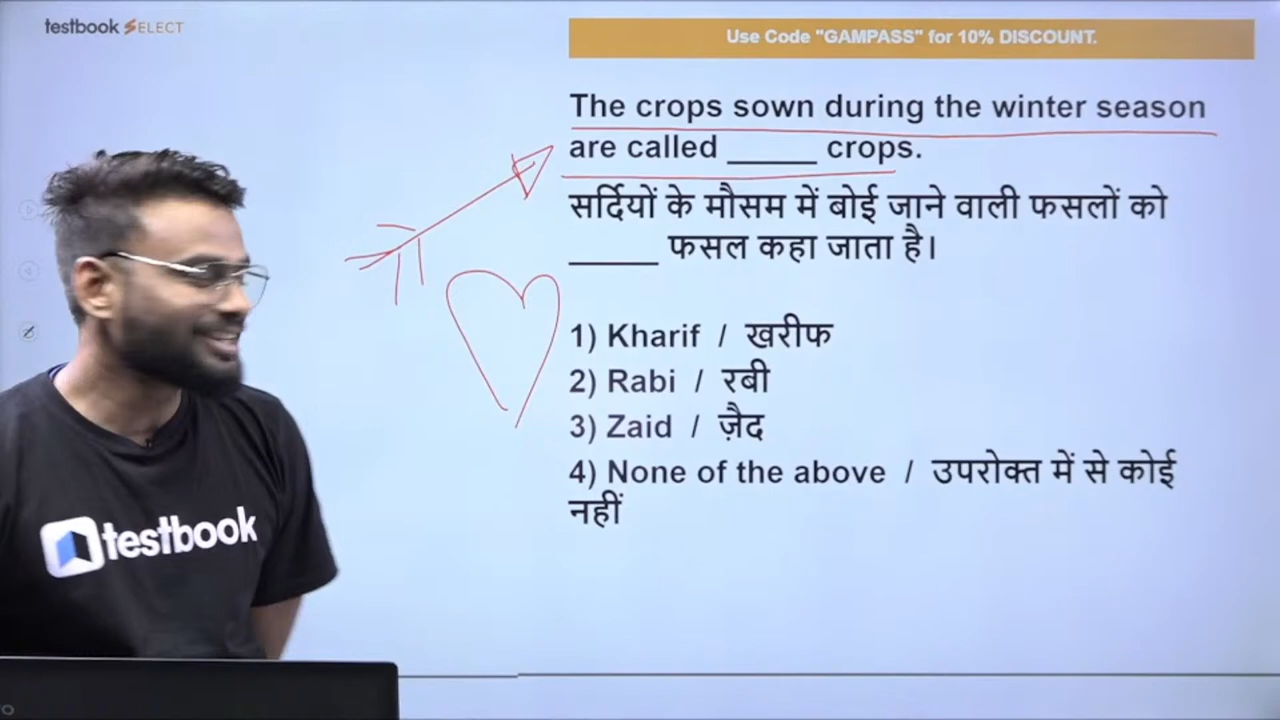 testbook SELECT
Use Code "GAMPASS" for 10% DISCOUNT.
The crops sown during the winter season
are called _____ crops.
सर्दियों के मौसम में बोई जाने वाली फसलों को
_____ फसल कहा जाता है।
1) Kharif / खरीफ
2) Rabi / रबी
3) Zaid / ज़ैद
4) None of the above / उपरोक्त में से कोई
नहीं
testbook